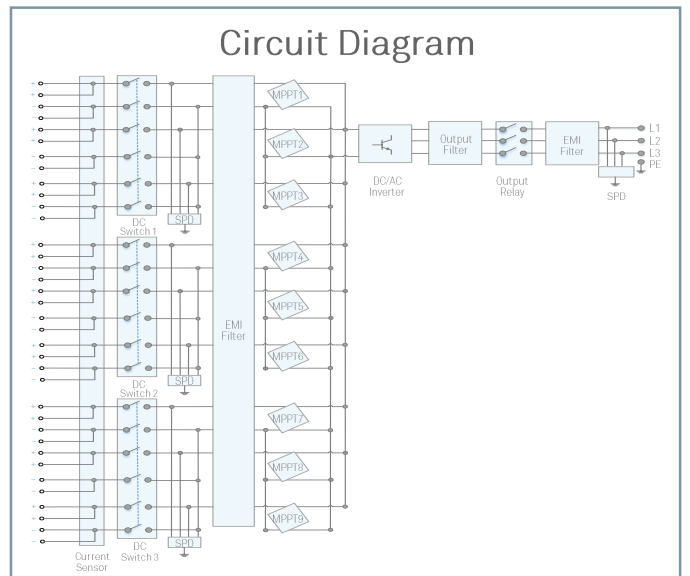 Circuit Diagram
MPPT1
MPPT2
MPPT3
SPD
DC
Switch 1
MPPT4
MPPT5
MPPT6
SPD
DC
Switch 2
EMI
Filter
MPPT7
MPPT8
MPPT9
SPD
DC
Switch 3
Current
Sensor
DC/AC
Inverter
Output
Filter
Output
Relay
EMI
Filter
L1
L2
L3
PE
SPD